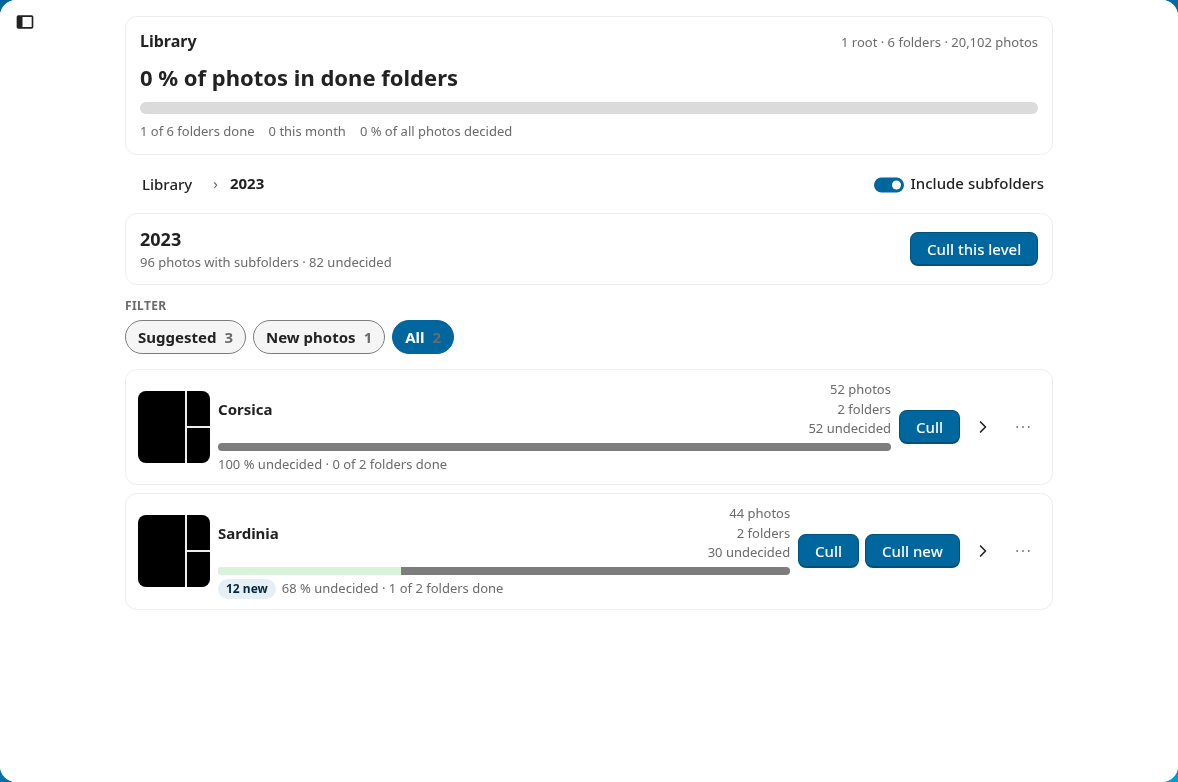 Library
1 root · 6 folders · 20,102 photos
0 % of photos in done folders
1 of 6 folders done 0 this month 0 % of all photos decided
Library › 2023
Include subfolders
2023
96 photos with subfolders · 82 undecided
Cull this level
FILTER
Suggested 3 New photos 1 All 2
52 photos
Corsica
2 folders
52 undecided
Cull
100 % undecided · 0 of 2 folders done
44 photos
Sardinia
2 folders
30 undecided
Cull Cull new
12 new 68 % undecided · 1 of 2 folders done